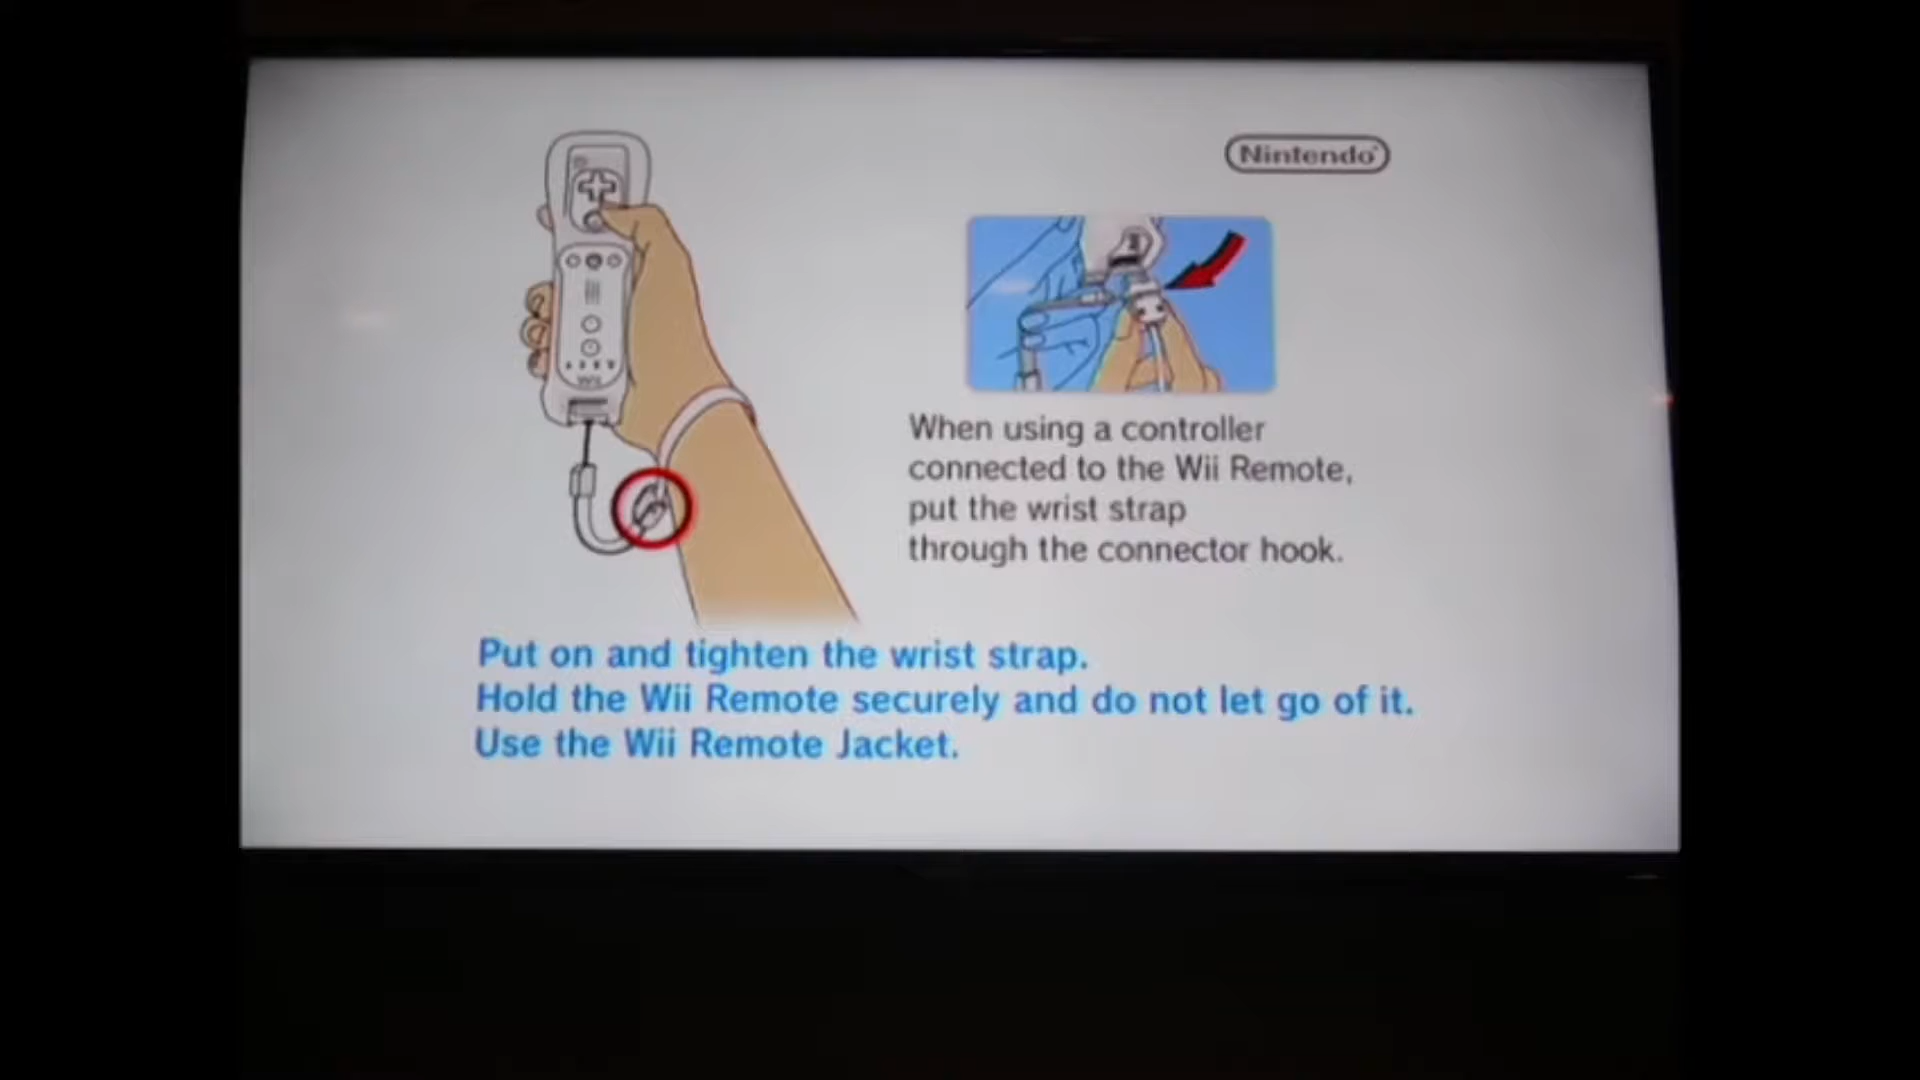 Nintendo
When using a controller
connected to the Wii Remote,
put the wrist strap
through the connector hook.
Put on and tighten the wrist strap.
Hold the Wii Remote securely and do not let go of it.
Use the Wii Remote Jacket.
Wii